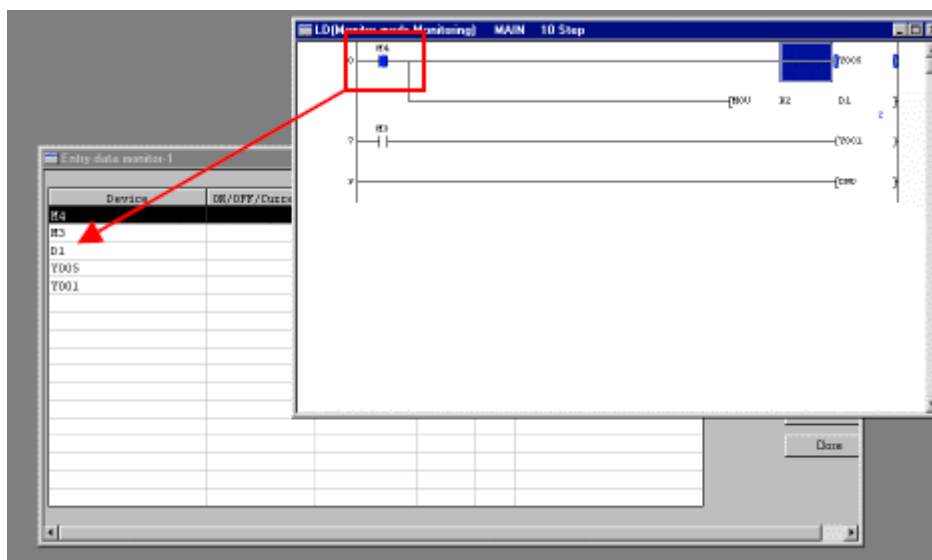 LD(Monitor mode Monitoring) MAIN 10 Step
M4
0
Y005
[MOV K2 D1 ]
2
M3
7
(Y001 )
9
[END ]
Entry data monitor-1
Device ON/OFF/Curre
M4
M3
D1
Y005
Y001
Close